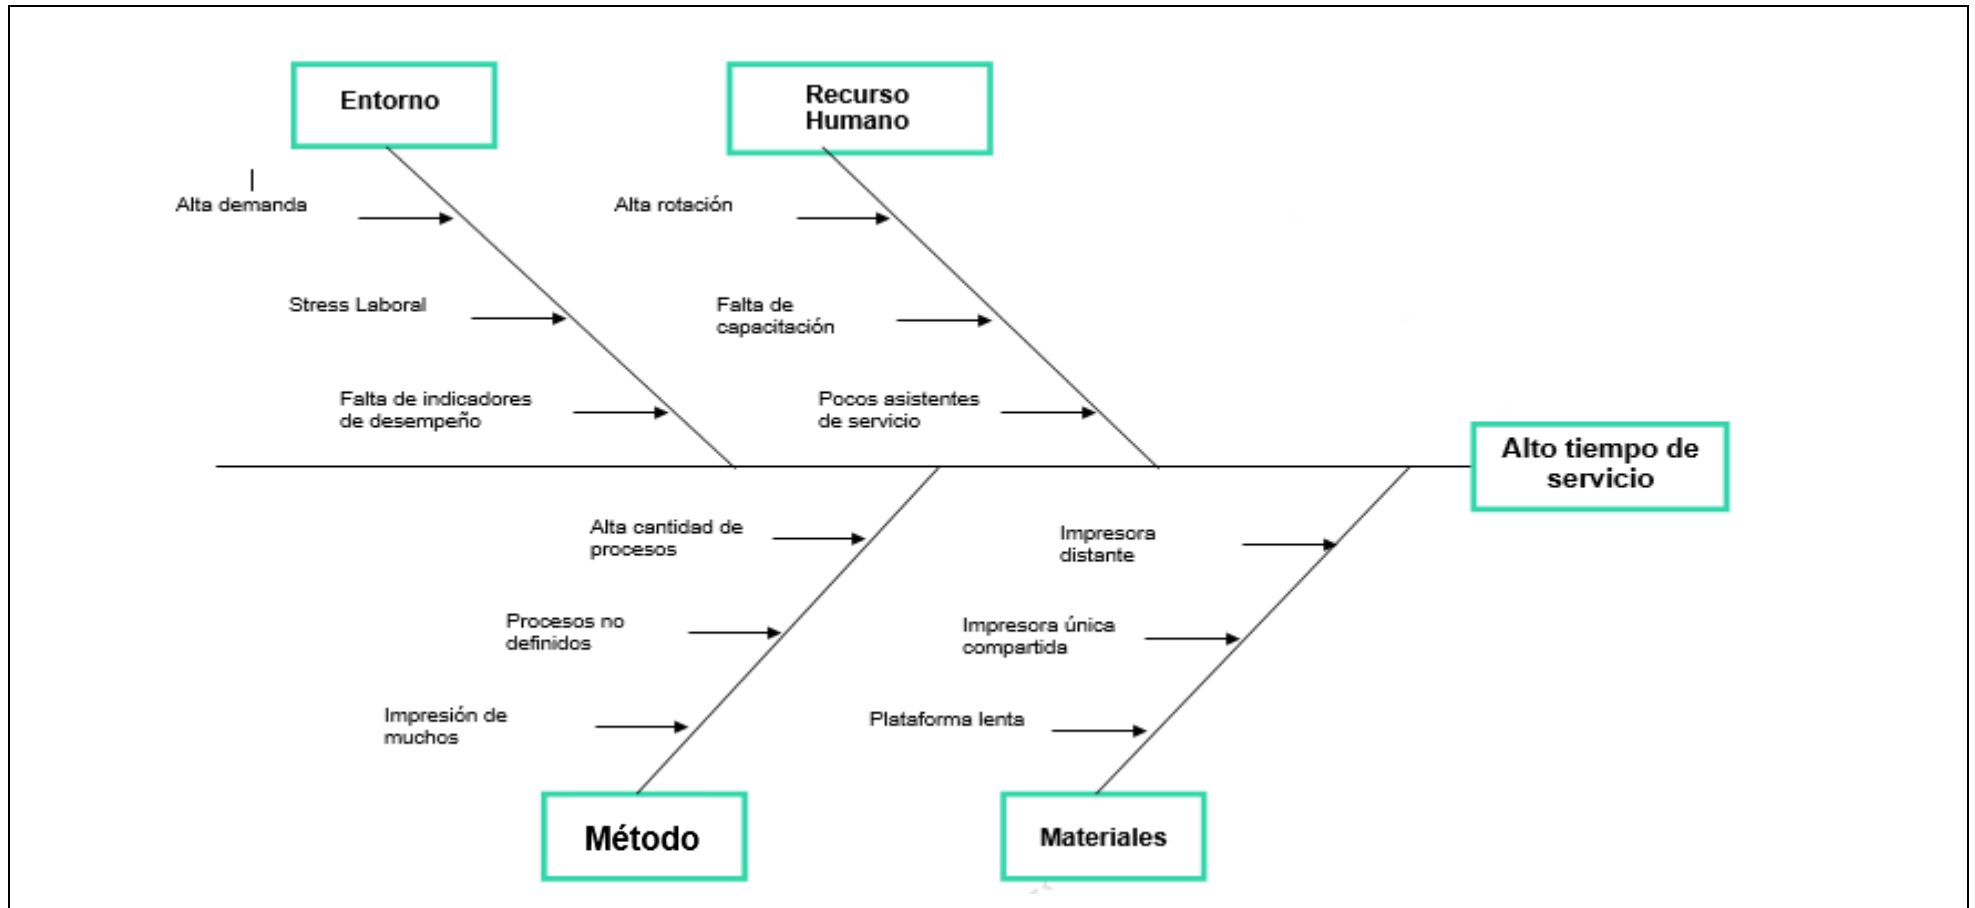 Entorno
Recurso
Humano
Alta demanda
Alta rotación
Stress Laboral
Falta de
capacitación
Falta de indicadores
de desempeño
Pocos asistentes
de servicio
Alto tiempo de
servicio
Alta cantidad de
procesos
Impresora
distante
Procesos no
definidos
Impresora única
compartida
Impresión de
muchos
Plataforma lenta
Método
Materiales